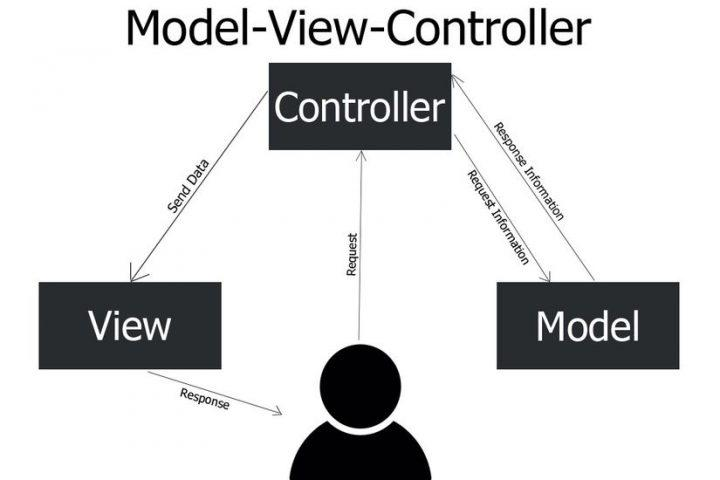 Model-View-Controller
Controller
Send Data
Request
Request Information
Response Information
View
Model
Response